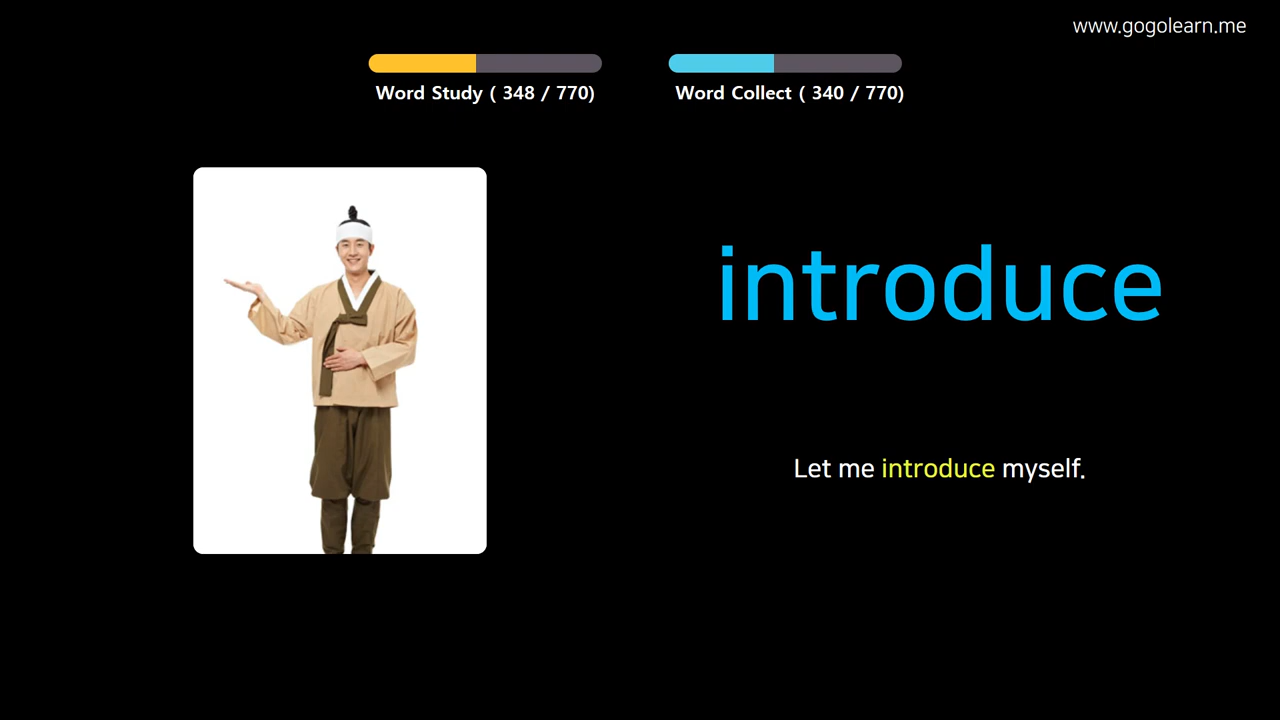 www.gogolearn.me
Word Study ( 348 / 770)
Word Collect ( 340 / 770)
introduce
Let me introduce myself.